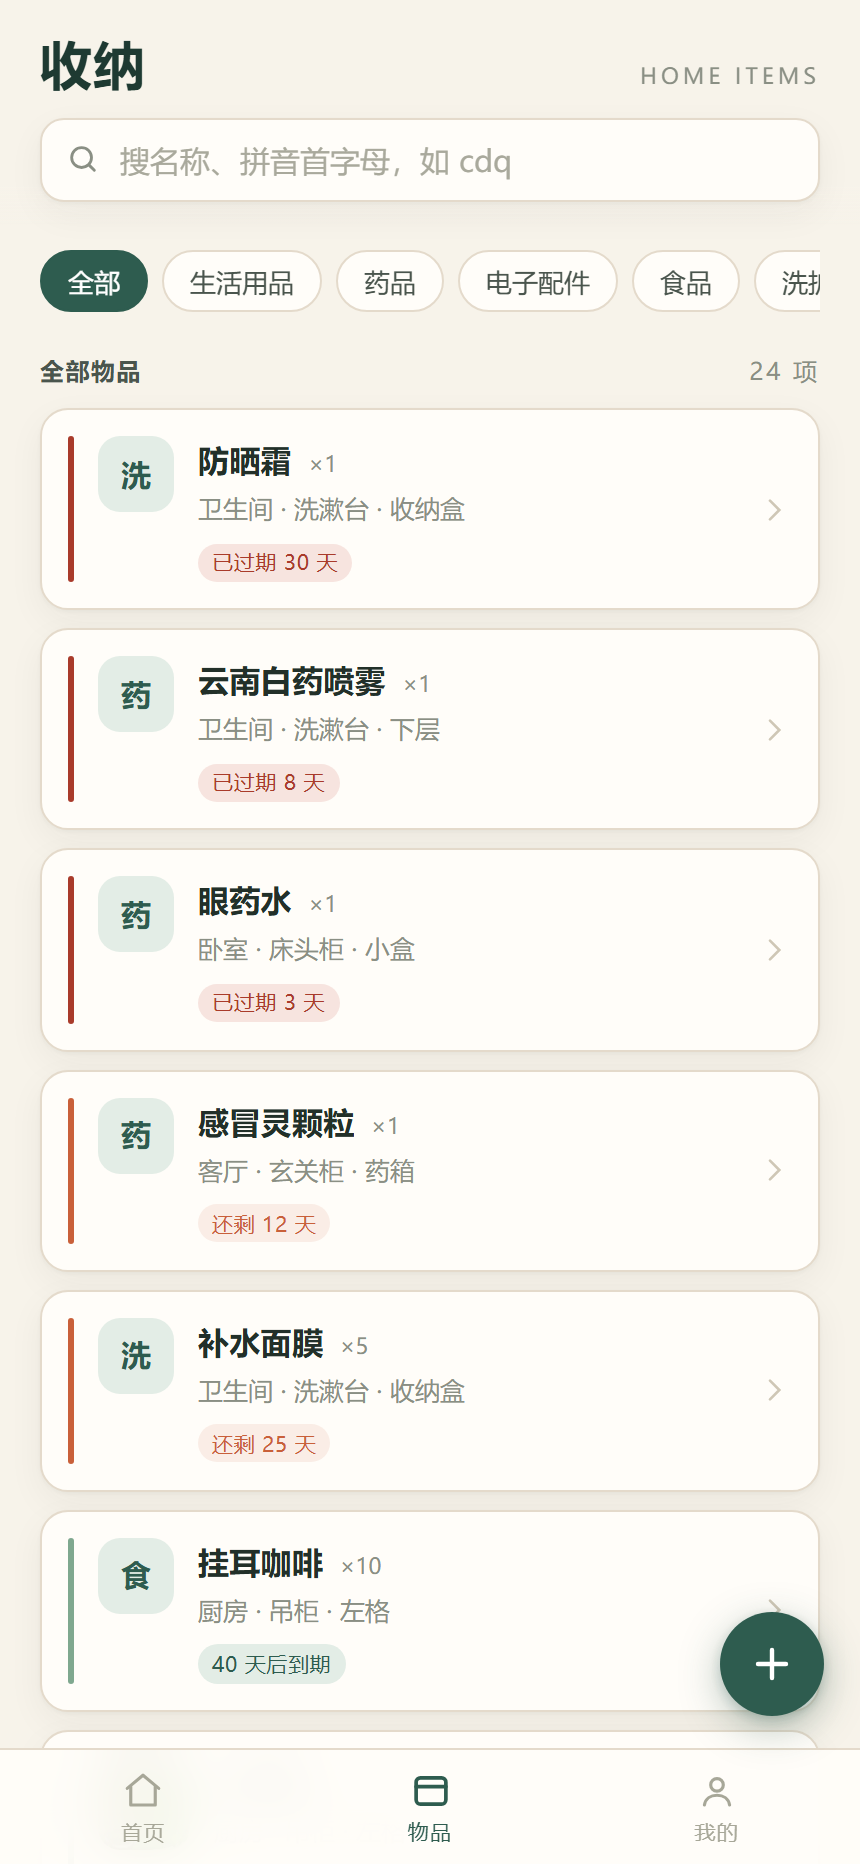 收纳
HOME ITEMS
搜名称、拼音首字母，如 cdq
全部 生活用品 药品 电子配件 食品 洗护
全部物品 24 项
洗 防晒霜 ×1
卫生间 · 洗漱台 · 收纳盒
已过期 30 天
药 云南白药喷雾 ×1
卫生间 · 洗漱台 · 下层
已过期 8 天
药 眼药水 ×1
卧室 · 床头柜 · 小盒
已过期 3 天
药 感冒灵颗粒 ×1
客厅 · 玄关柜 · 药箱
还剩 12 天
洗 补水面膜 ×5
卫生间 · 洗漱台 · 收纳盒
还剩 25 天
食 挂耳咖啡 ×10
厨房 · 吊柜 · 左格
40 天后到期
首页 物品 我的